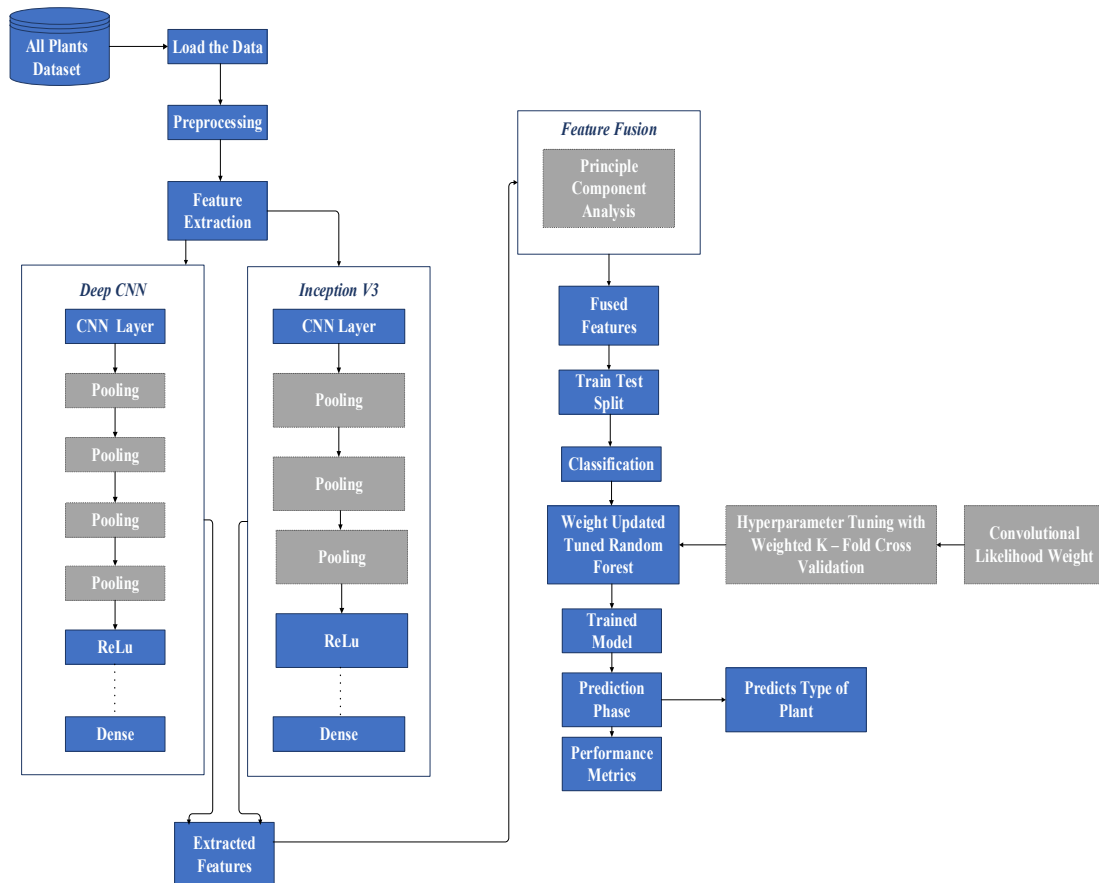 All Plants
Dataset
Load the Data
Preprocessing
Feature
Extraction
Deep CNN
CNN Layer
Pooling
Pooling
Pooling
Pooling
ReLu
Dense
Inception V3
CNN Layer
Pooling
Pooling
Pooling
ReLu
Dense
Extracted
Features
Feature Fusion
Principle
Component
Analysis
Fused
Features
Train Test
Split
Classification
Weight Updated
Tuned Random
Forest
Hyperparameter Tuning with
Weighted K – Fold Cross
Validation
Convolutional
Likelihood Weight
Trained
Model
Prediction
Phase
Predicts Type of
Plant
Performance
Metrics